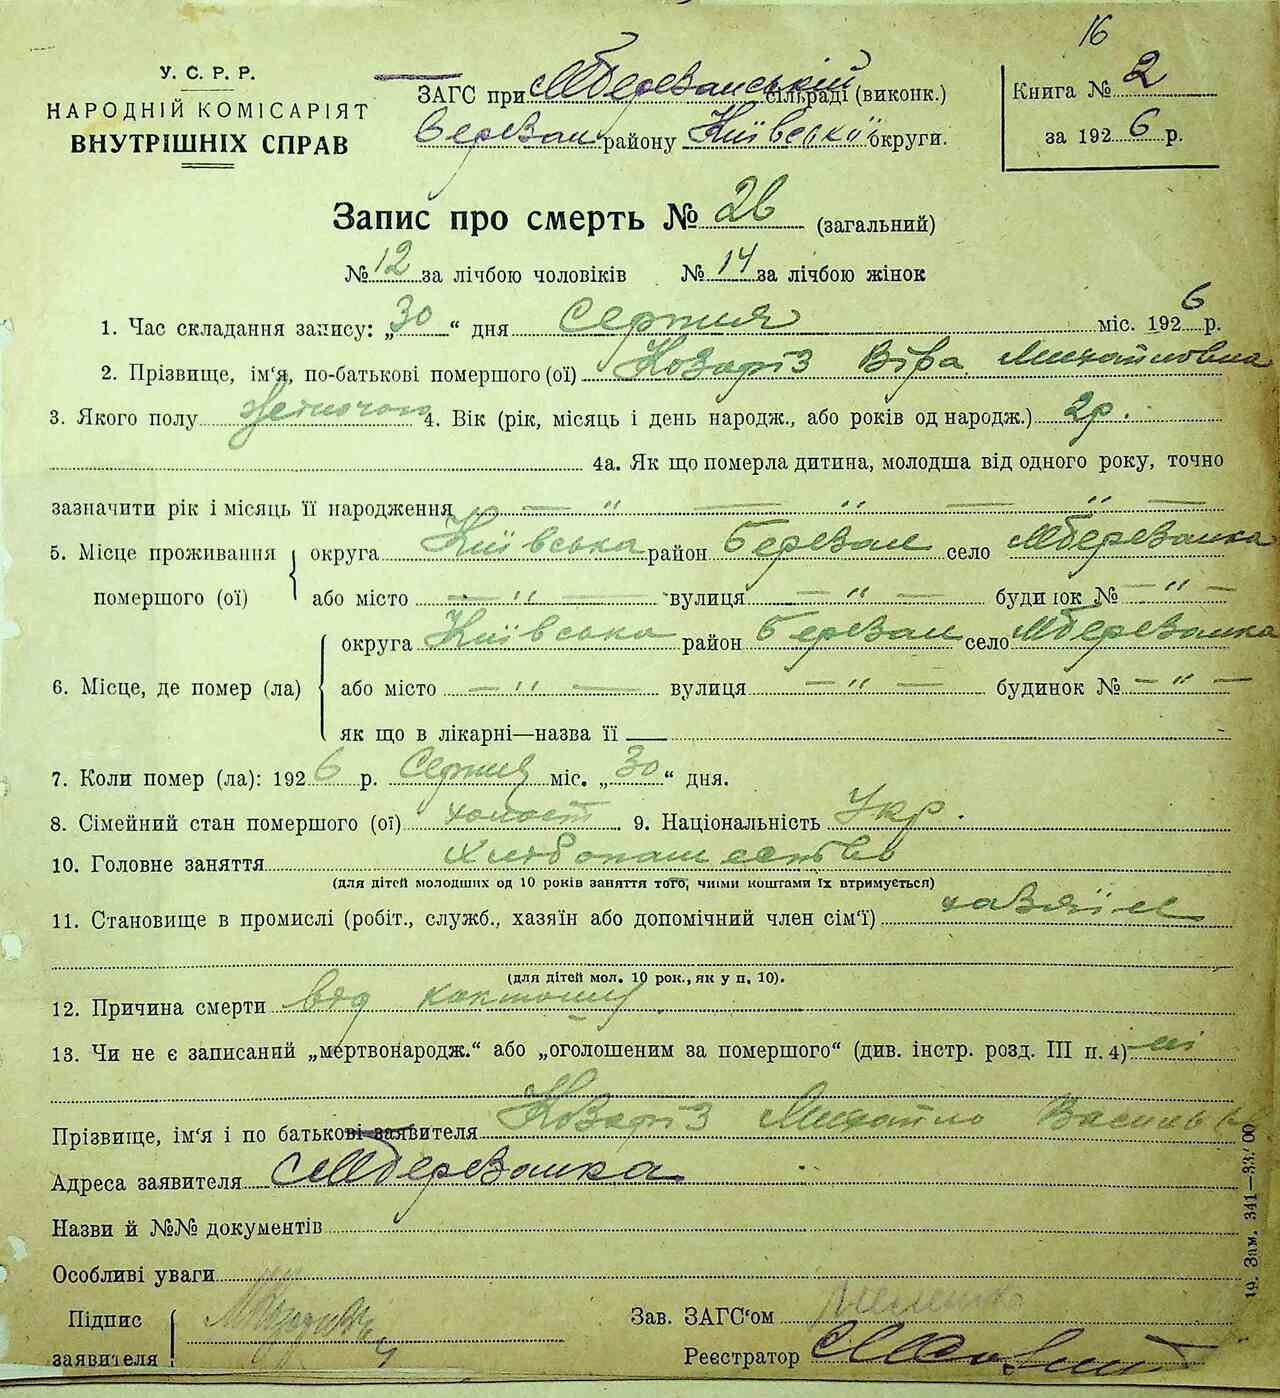 16
У. С. Р. Р.
НАРОДНІЙ КОМІСАРІЯТ
ВНУТРІШНІХ СПРАВ
ЗАГС при МБерезанській сільраді (виконк.)
Березан району Київської округи.
Книга № 2
за 1926 р.
Запис про смерть № 26 (загальний)
№ 12 за лічбою чоловіків № 14 за лічбою жінок
1. Час складання запису: „30“ дня Серпня міс. 1926 р.
2. Прізвище, ім‘я, по-батькові помершого (ої) Козаріз Віра Михайловна
3. Якого полу 4. Вік (рік, місяць і день народж., або років од народж.) 2р.
4а. Як що померла дитина, молодша від одного року, точно
зазначити рік і місяць її народження — „ — „ — „ —
5. Місце проживання помершого (ої) округа Київська район Березан село МБерезанка
або місто — „ — вулиця — „ — будинок № — „ —
6. Місце, де помер (ла) округа Київська район Березан село МБерезанка
або місто — „ — вулиця — „ — будинок № — „ —
як що в лікарні—назва її —
7. Коли помер (ла): 1926 р. Серпня міс. „30“ дня.
8. Сімейний стан помершого (ої) холост 9. Національність Укр.
10. Головне заняття
(для дітей молодших од 10 років заняття того, чиїми коштами їх втримується)
11. Становище в промислі (робіт., служб., хазяїн або допомічний член сім‘ї) хазяїн
(для дітей мол. 10 рок., як у п. 10).
12. Причина смерти від
13. Чи не є записаний „мертвонародж.“ або „оголошеним за помершого“ (див. інстр. розд. III п. 4) ні
Прізвище, ім‘я і по батькові заявителя Козаріз Михайло
Адреса заявителя МБерезанка
Назви й №№ документів
Особливі уваги
Підпис заявителя
Зав. ЗАГС‘ом
Реєстратор
19. Зам. 341—33.00